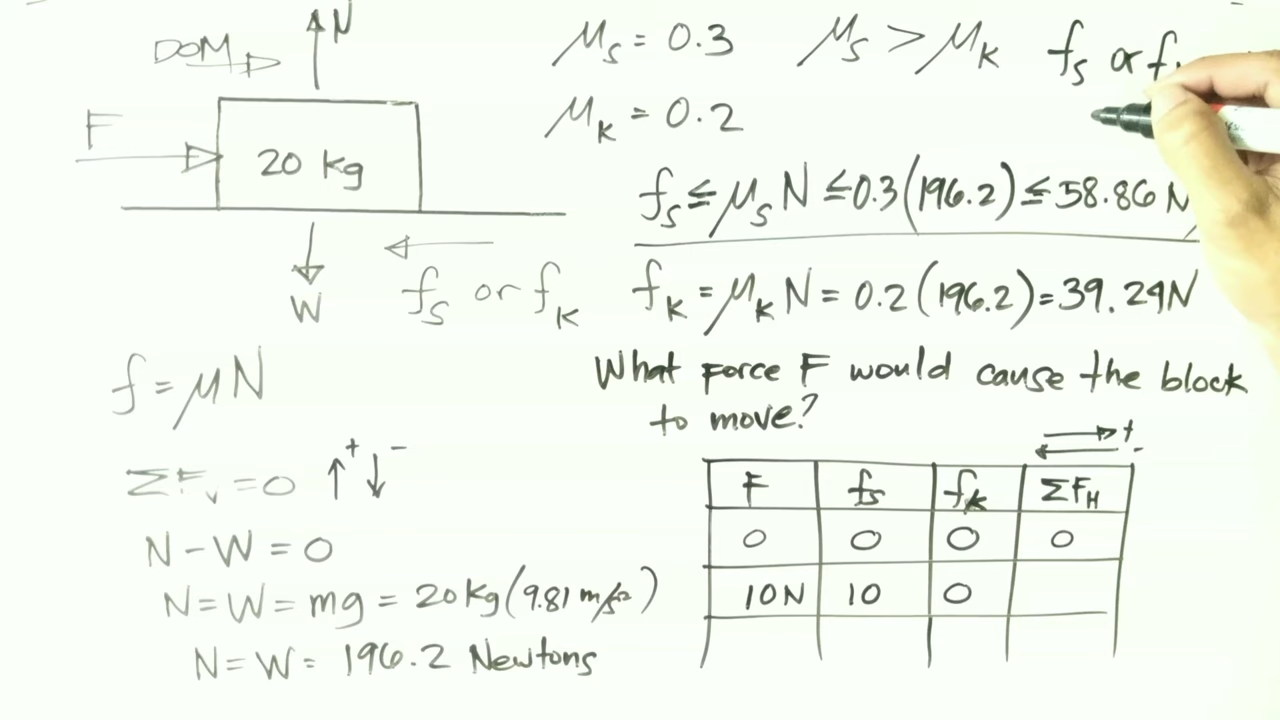 N
DOM
F
20 kg
W
fs or fK
μs = 0.3
μs > μK
fs or f
μK = 0.2
fs ≤ μs N ≤ 0.3(196.2) ≤ 58.86 N
fK = μK N = 0.2(196.2) = 39.24N
f = μN
ΣFv = 0 ↑+ ↓-
N - W = 0
N = W = mg = 20kg(9.81 m/s²)
N = W = 196.2 Newtons
What force F would cause the block
to move?
+
-
F fs fk ΣFH
0 0 0 0
10N 10 0